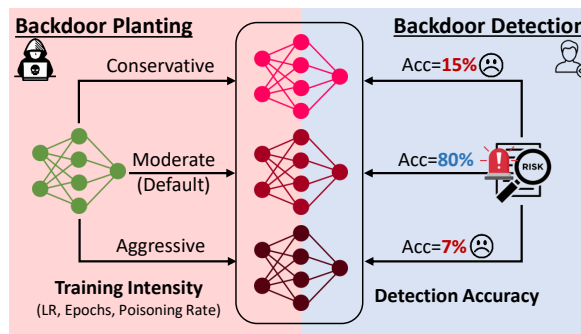 Backdoor Planting
Backdoor Detection
Conservative
Acc=15%
Moderate
(Default)
Acc=80%
RISK
Aggressive
Acc=7%
Training Intensity
(LR, Epochs, Poisoning Rate)
Detection Accuracy